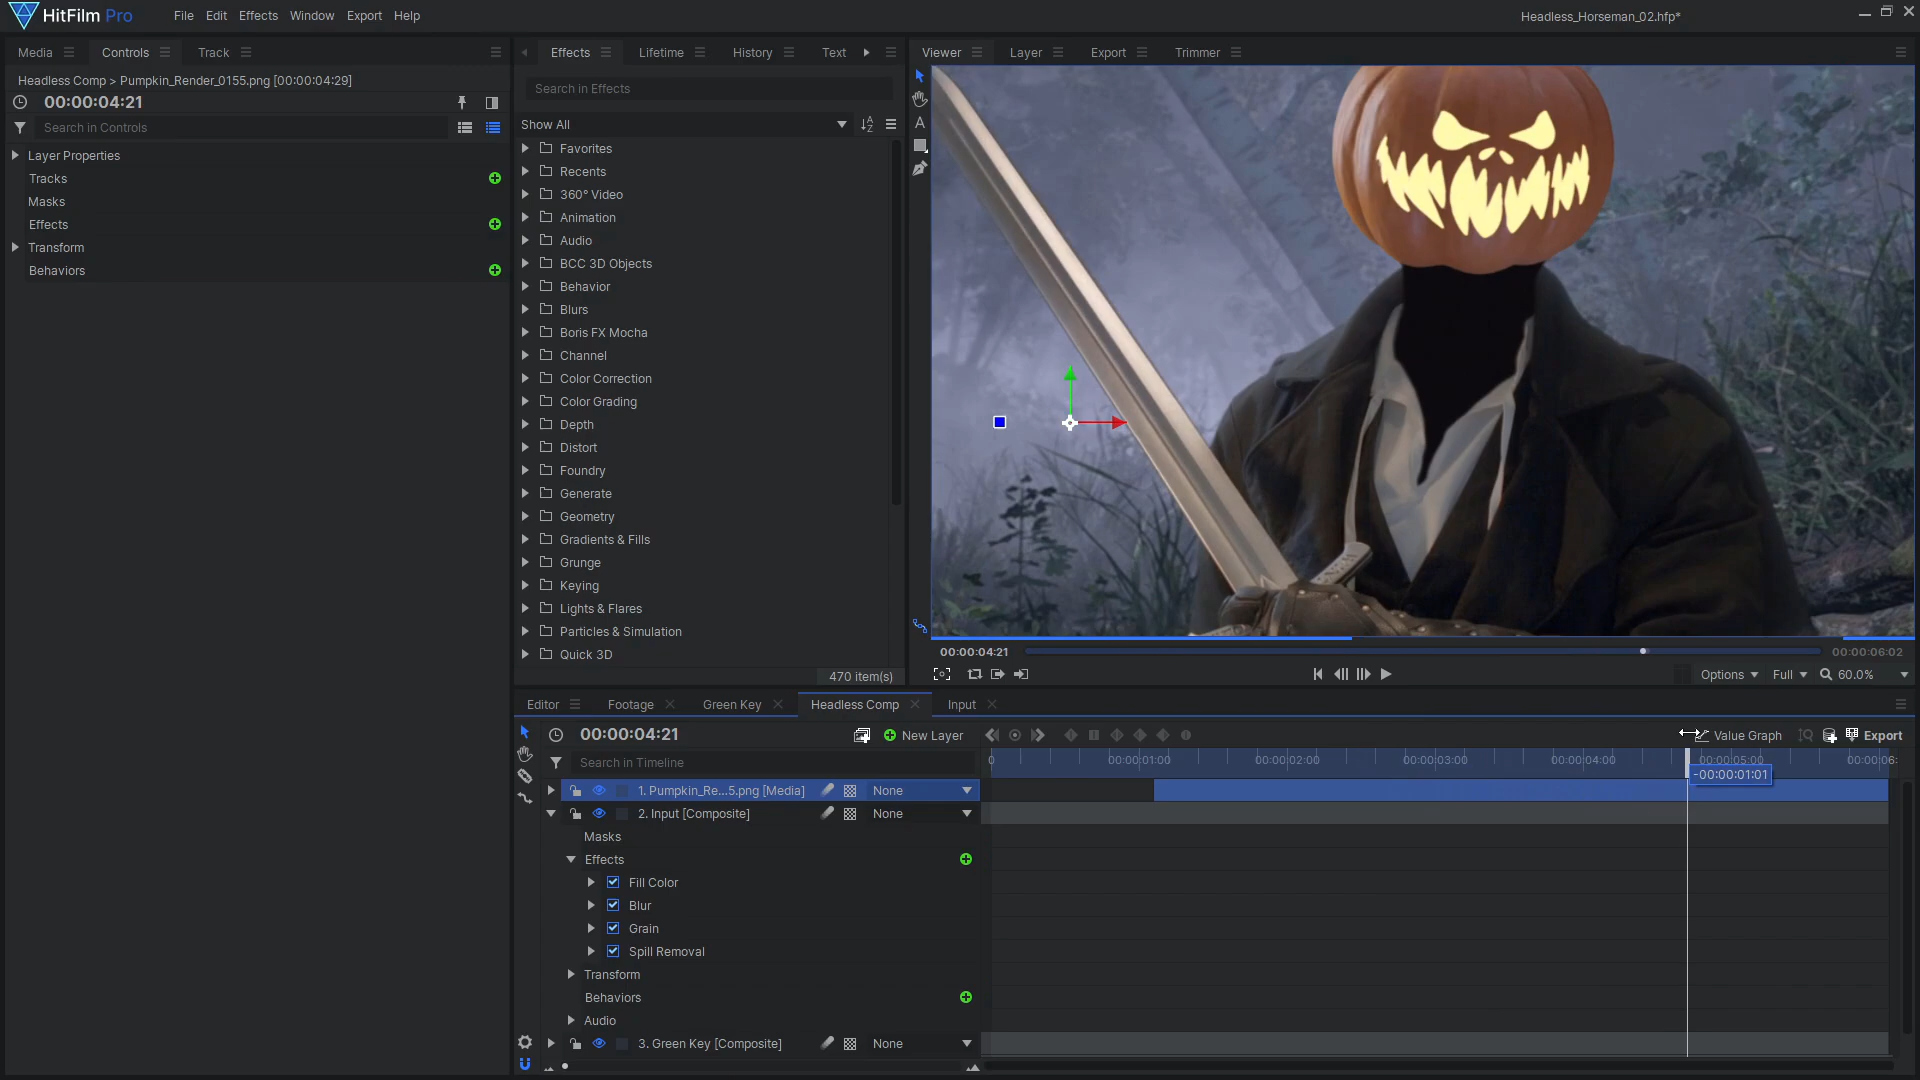 HitFilm Pro
File Edit Effects Window Export Help
Headless_Horseman_02.hfp*
Media Controls Track
Effects Lifetime History Text
Viewer Layer Export Trimmer
Headless Comp > Pumpkin_Render_0155.png [00:00:04:29]
00:00:04:21
Search in Controls
Layer Properties
Tracks
Masks
Effects
Transform
Behaviors
Search in Effects
Show All
Favorites
Recents
360° Video
Animation
Audio
BCC 3D Objects
Behavior
Blurs
Boris FX Mocha
Channel
Color Correction
Color Grading
Depth
Distort
Foundry
Generate
Geometry
Gradients & Fills
Grunge
Keying
Lights & Flares
Particles & Simulation
Quick 3D
470 item(s)
00:00:04:21
00:00:06:02
Options Full 60.0%
Editor Footage Green Key Headless Comp Input
00:00:04:21
New Layer
Value Graph
Export
Search in Timeline
0 00:00:01:00 00:00:02:00 00:00:03:00 00:00:04:00 00:00:05:00 00:00:06:
-00:00:01:01
1. Pumpkin_Re...5.png [Media] None
2. Input [Composite] None
Masks
Effects
Fill Color
Blur
Grain
Spill Removal
Transform
Behaviors
Audio
3. Green Key [Composite] None